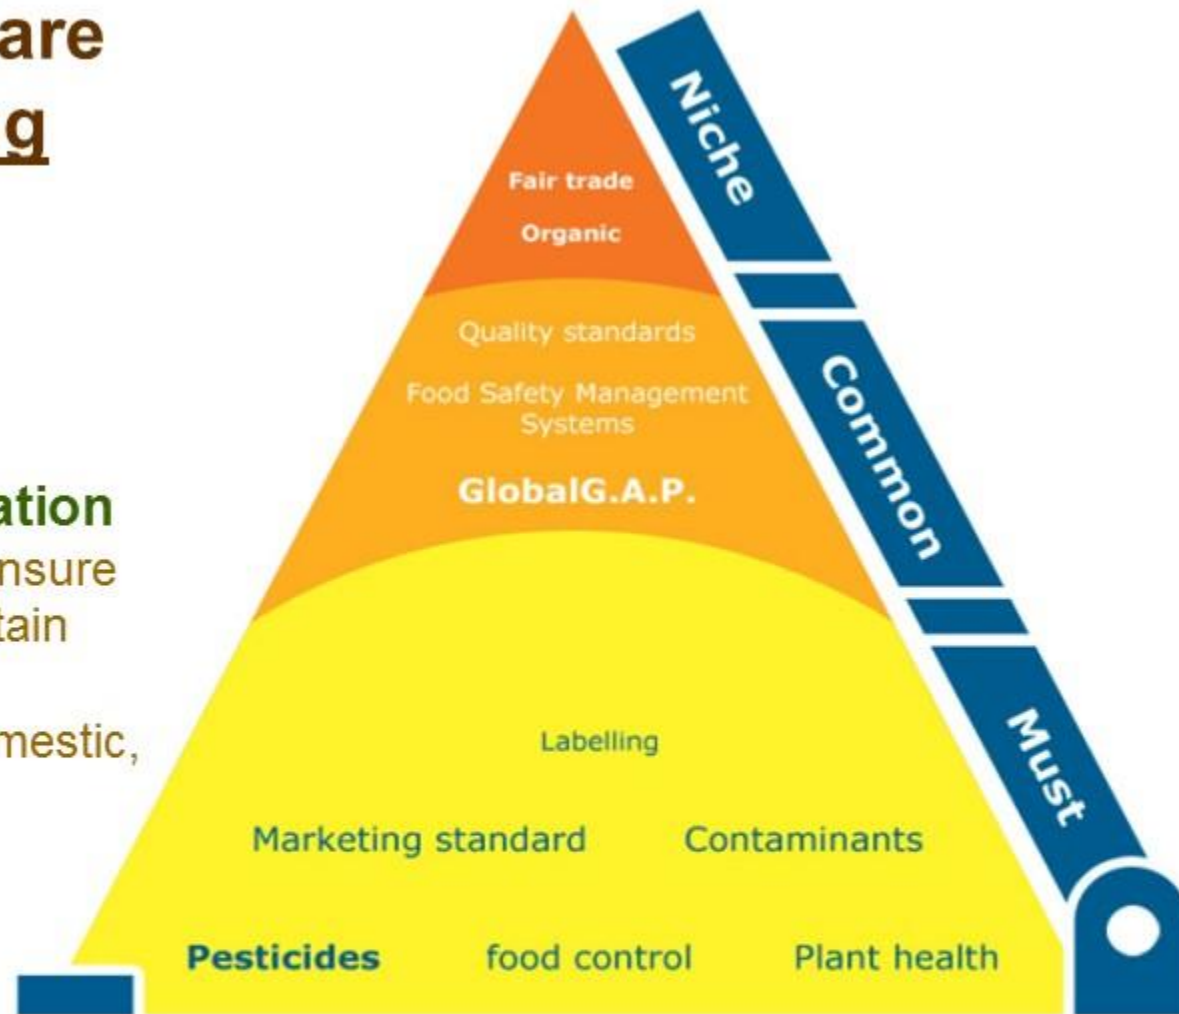 are
g
ation
nsure
tain
mestic,
Fair trade
Organic
Quality standards
Food Safety Management
Systems
GlobalG.A.P.
Labelling
Marketing standard Contaminants
Pesticides food control Plant health
Niche
Common
Must